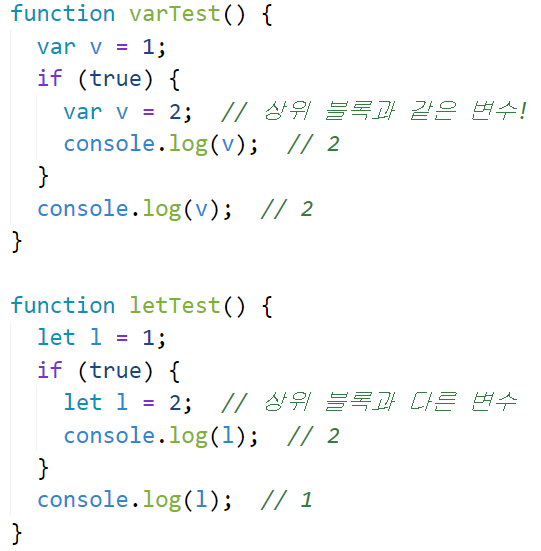 function varTest() {
  var v = 1;
  if (true) {
    var v = 2;  // 상위 블록과 같은 변수!
    console.log(v);  // 2
  }
  console.log(v);  // 2
}

function letTest() {
  let l = 1;
  if (true) {
    let l = 2;  // 상위 블록과 다른 변수
    console.log(l);  // 2
  }
  console.log(l);  // 1
}